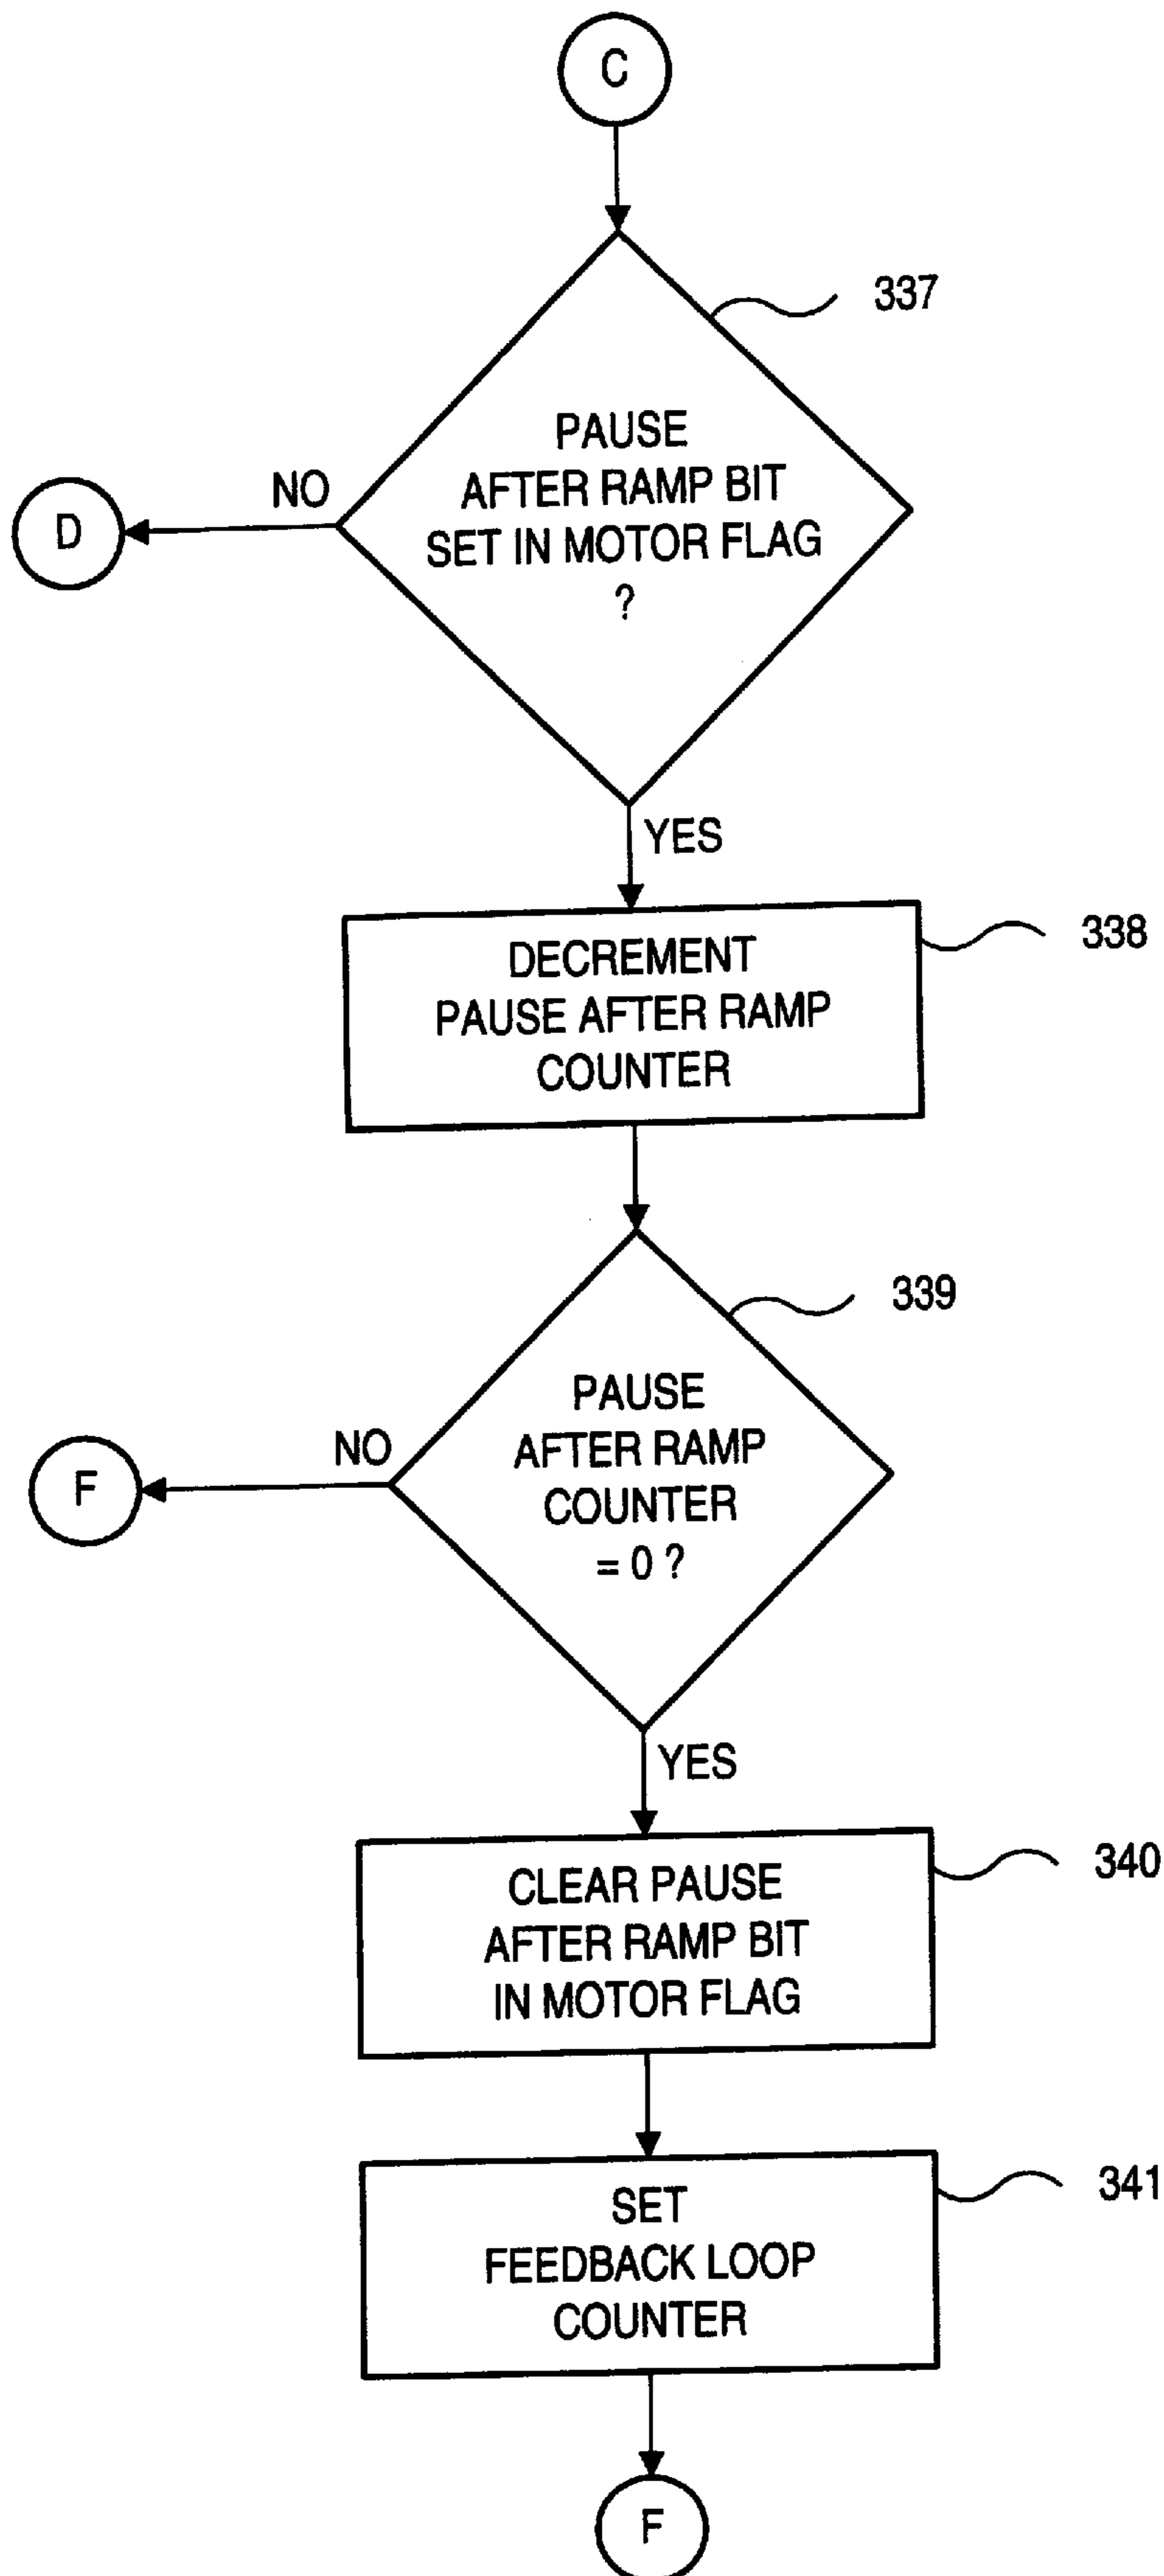 C
337
PAUSE
AFTER RAMP BIT
SET IN MOTOR FLAG
?
NO
D
YES
338
DECREMENT
PAUSE AFTER RAMP
COUNTER
339
PAUSE
AFTER RAMP
COUNTER
= 0 ?
NO
F
YES
340
CLEAR PAUSE
AFTER RAMP BIT
IN MOTOR FLAG
341
SET
FEEDBACK LOOP
COUNTER
F